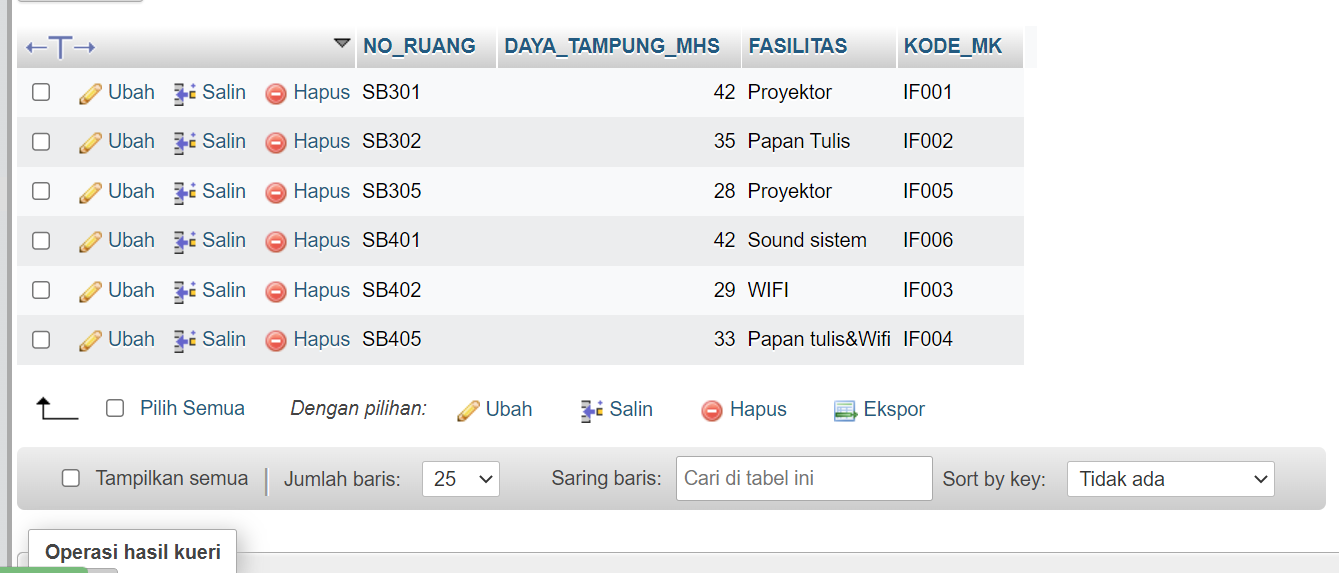 NO_RUANG DAYA_TAMPUNG_MHS FASILITAS KODE_MK
Ubah Salin Hapus SB301 42 Proyektor IF001
Ubah Salin Hapus SB302 35 Papan Tulis IF002
Ubah Salin Hapus SB305 28 Proyektor IF005
Ubah Salin Hapus SB401 42 Sound sistem IF006
Ubah Salin Hapus SB402 29 WIFI IF003
Ubah Salin Hapus SB405 33 Papan tulis&Wifi IF004
Pilih Semua Dengan pilihan: Ubah Salin Hapus Ekspor
Tampilkan semua Jumlah baris: 25 Saring baris: Cari di tabel ini Sort by key: Tidak ada
Operasi hasil kueri